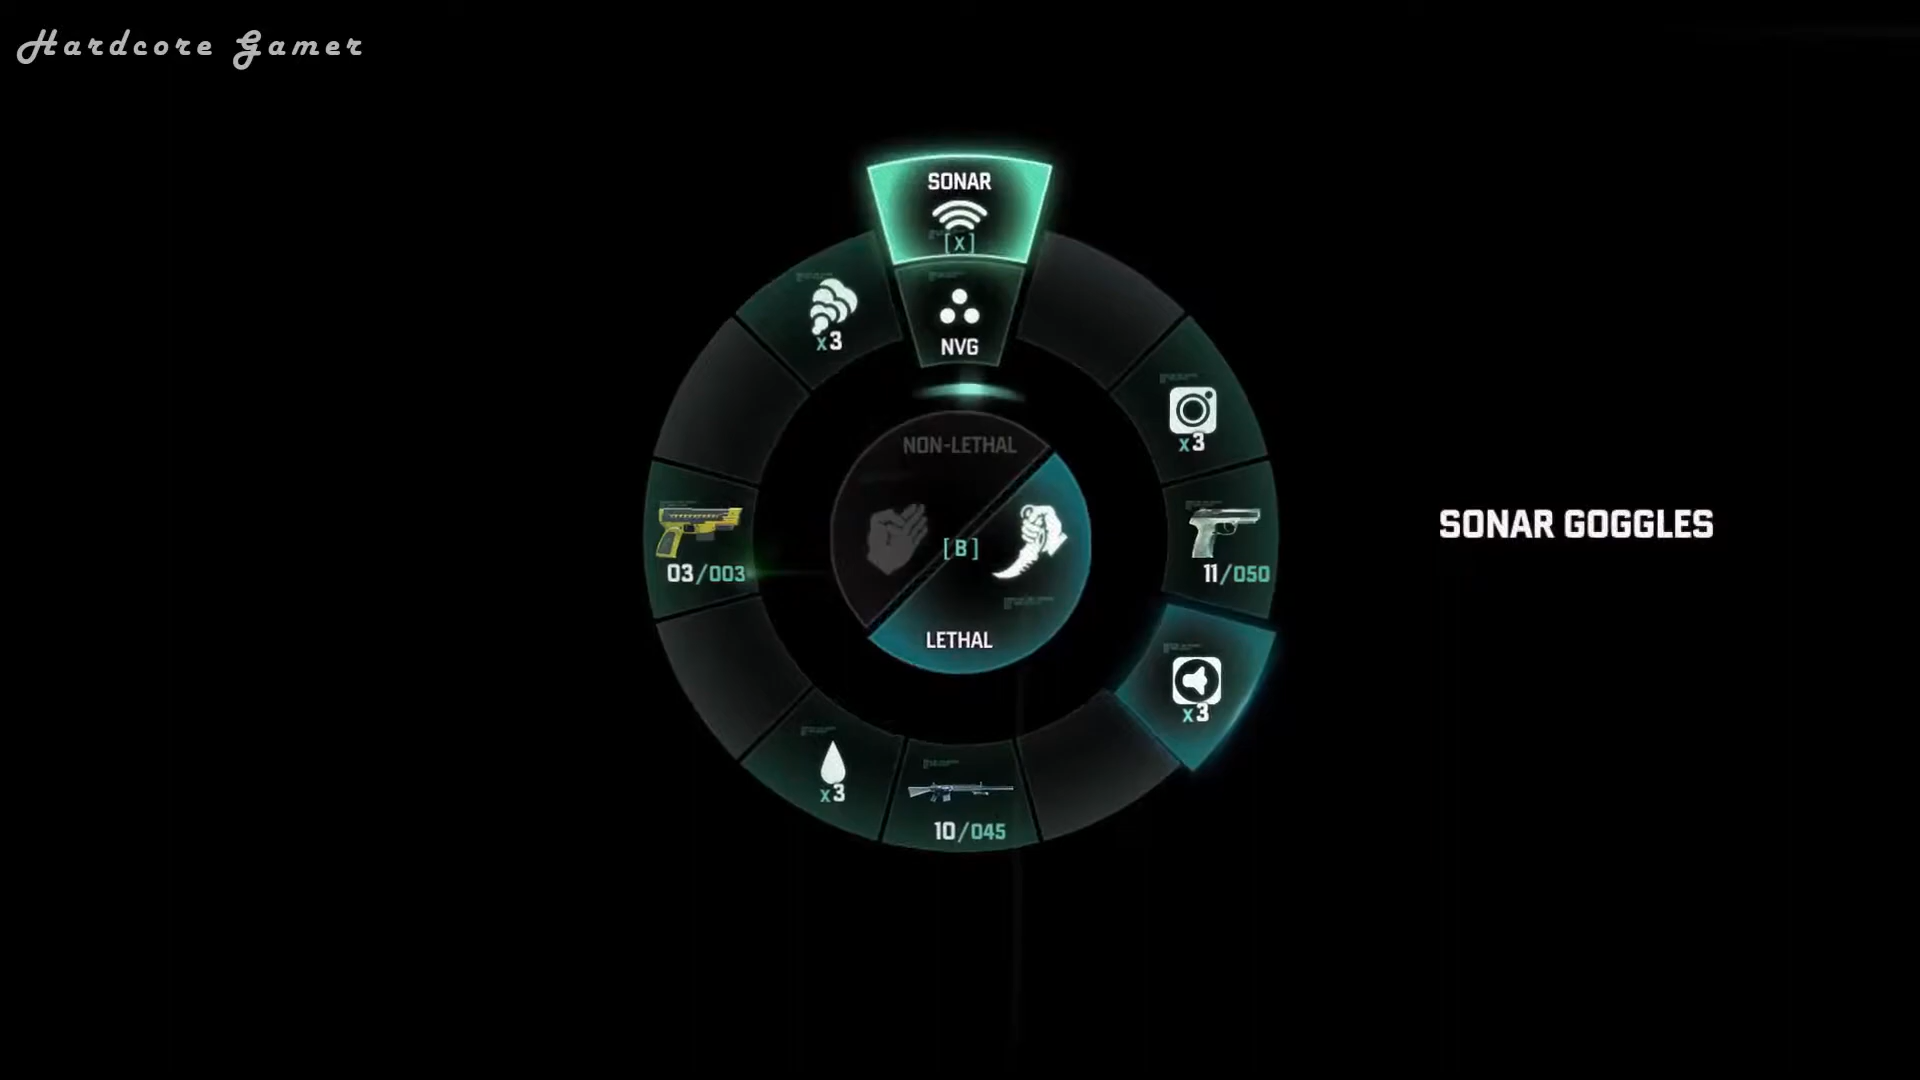 Hardcore Gamer
SONAR
[X]
NVG
x3
x3
NON-LETHAL
[B]
LETHAL
03/003
11/050
SONAR GOGGLES
x3
x3
10/045